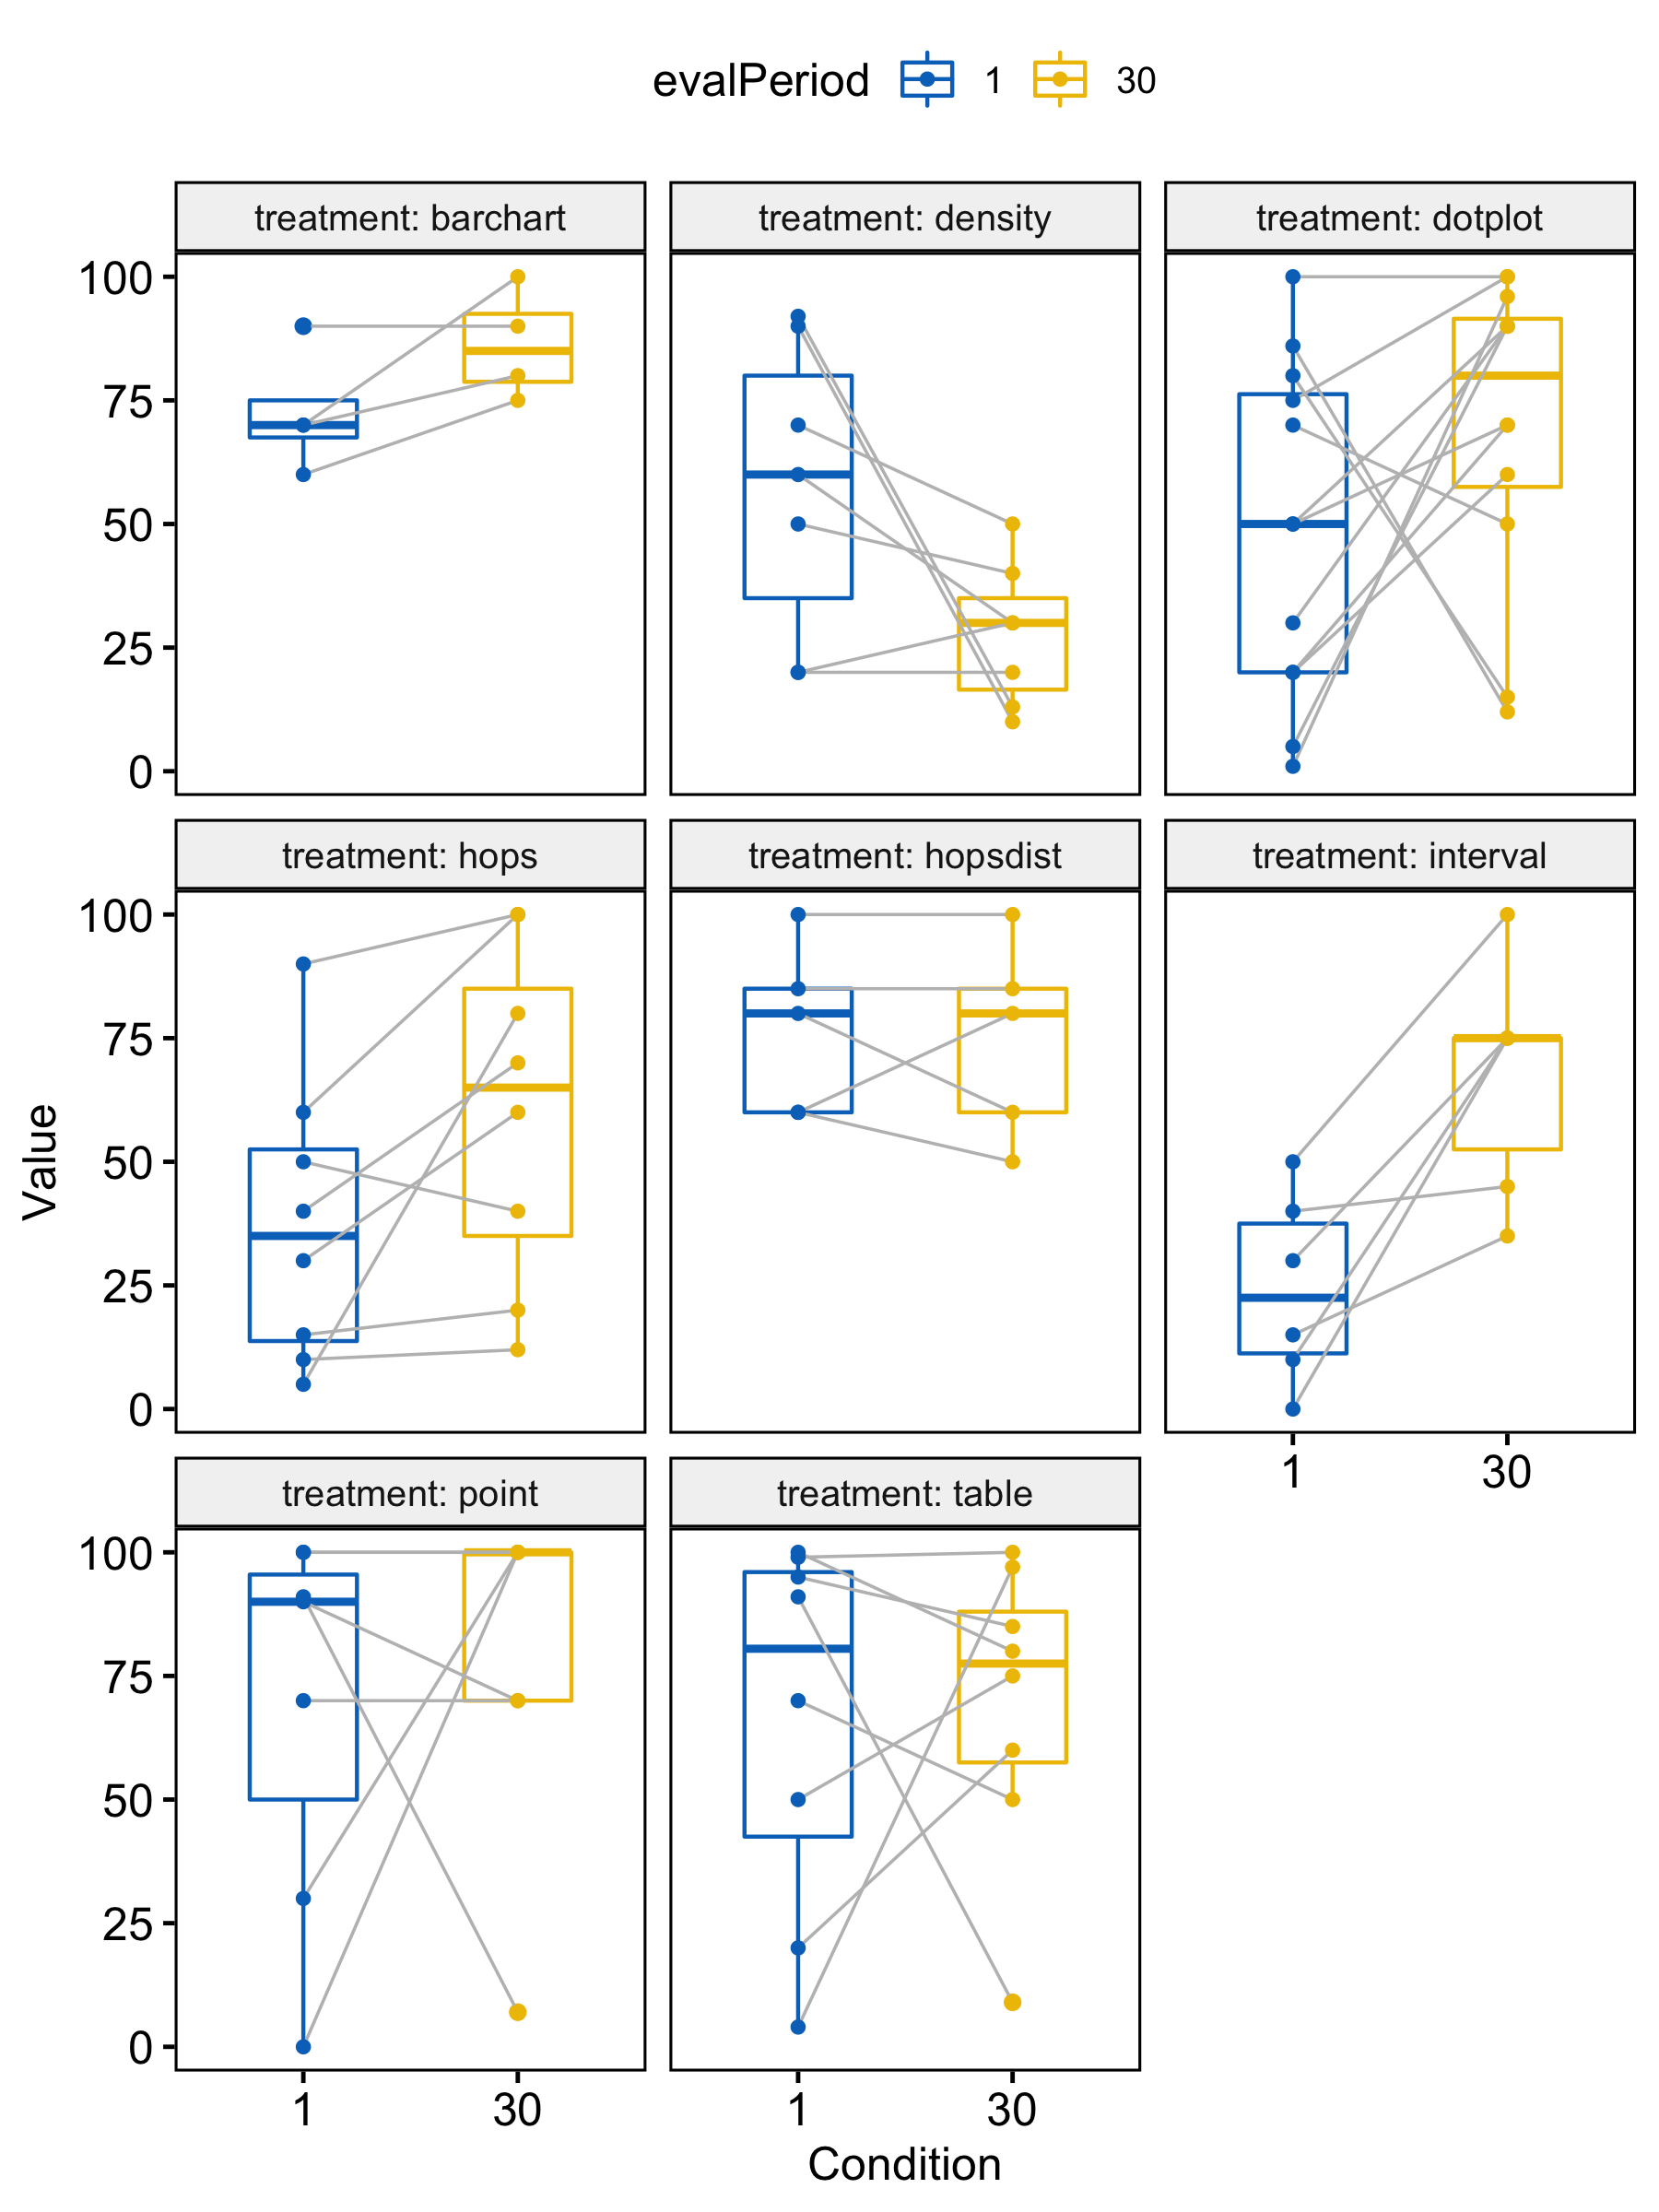 evalPeriod 1 30
treatment: barchart treatment: density treatment: dotplot
100
75
50
25
0
treatment: hops treatment: hopsdist treatment: interval
100
75
50
25
0
1 30
Value
treatment: point treatment: table
100
75
50
25
0
1 30 1 30
Condition